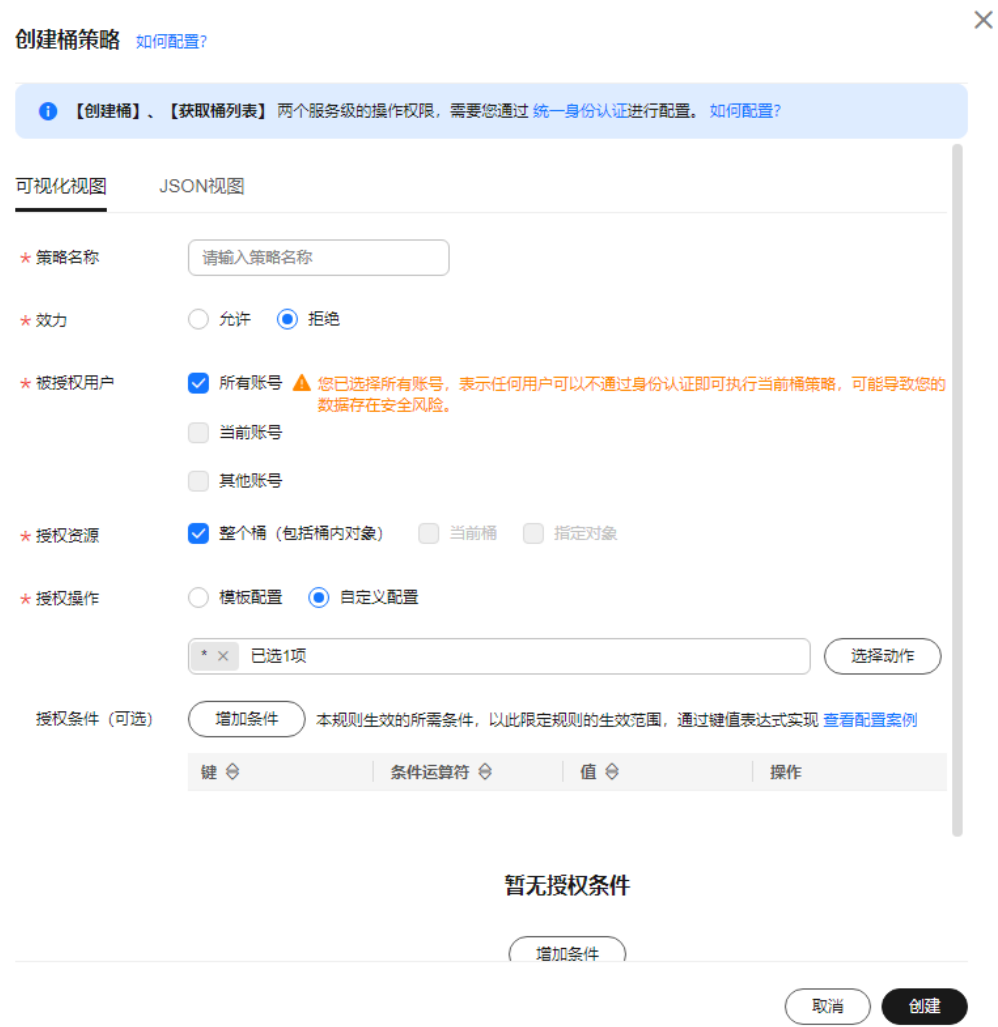 创建桶策略 如何配置?
【创建桶】、【获取桶列表】 两个服务级的操作权限，需要您通过 统一身份认证进行配置。 如何配置?
可视化视图 JSON视图
* 策略名称 请输入策略名称
* 效力 允许 拒绝
* 被授权用户 所有账号 您已选择所有账号，表示任何用户可以不通过身份认证即可执行当前桶策略，可能导致您的
数据存在安全风险。
当前账号
其他账号
* 授权资源 整个桶（包括桶内对象） 当前桶 指定对象
* 授权操作 模板配置 自定义配置
* × 已选1项 选择动作
授权条件（可选） 增加条件 本规则生效的所需条件，以此限定规则的生效范围，通过键值表达式实现 查看配置案例
键 条件运算符 值 操作
暂无授权条件
增加条件
取消 创建